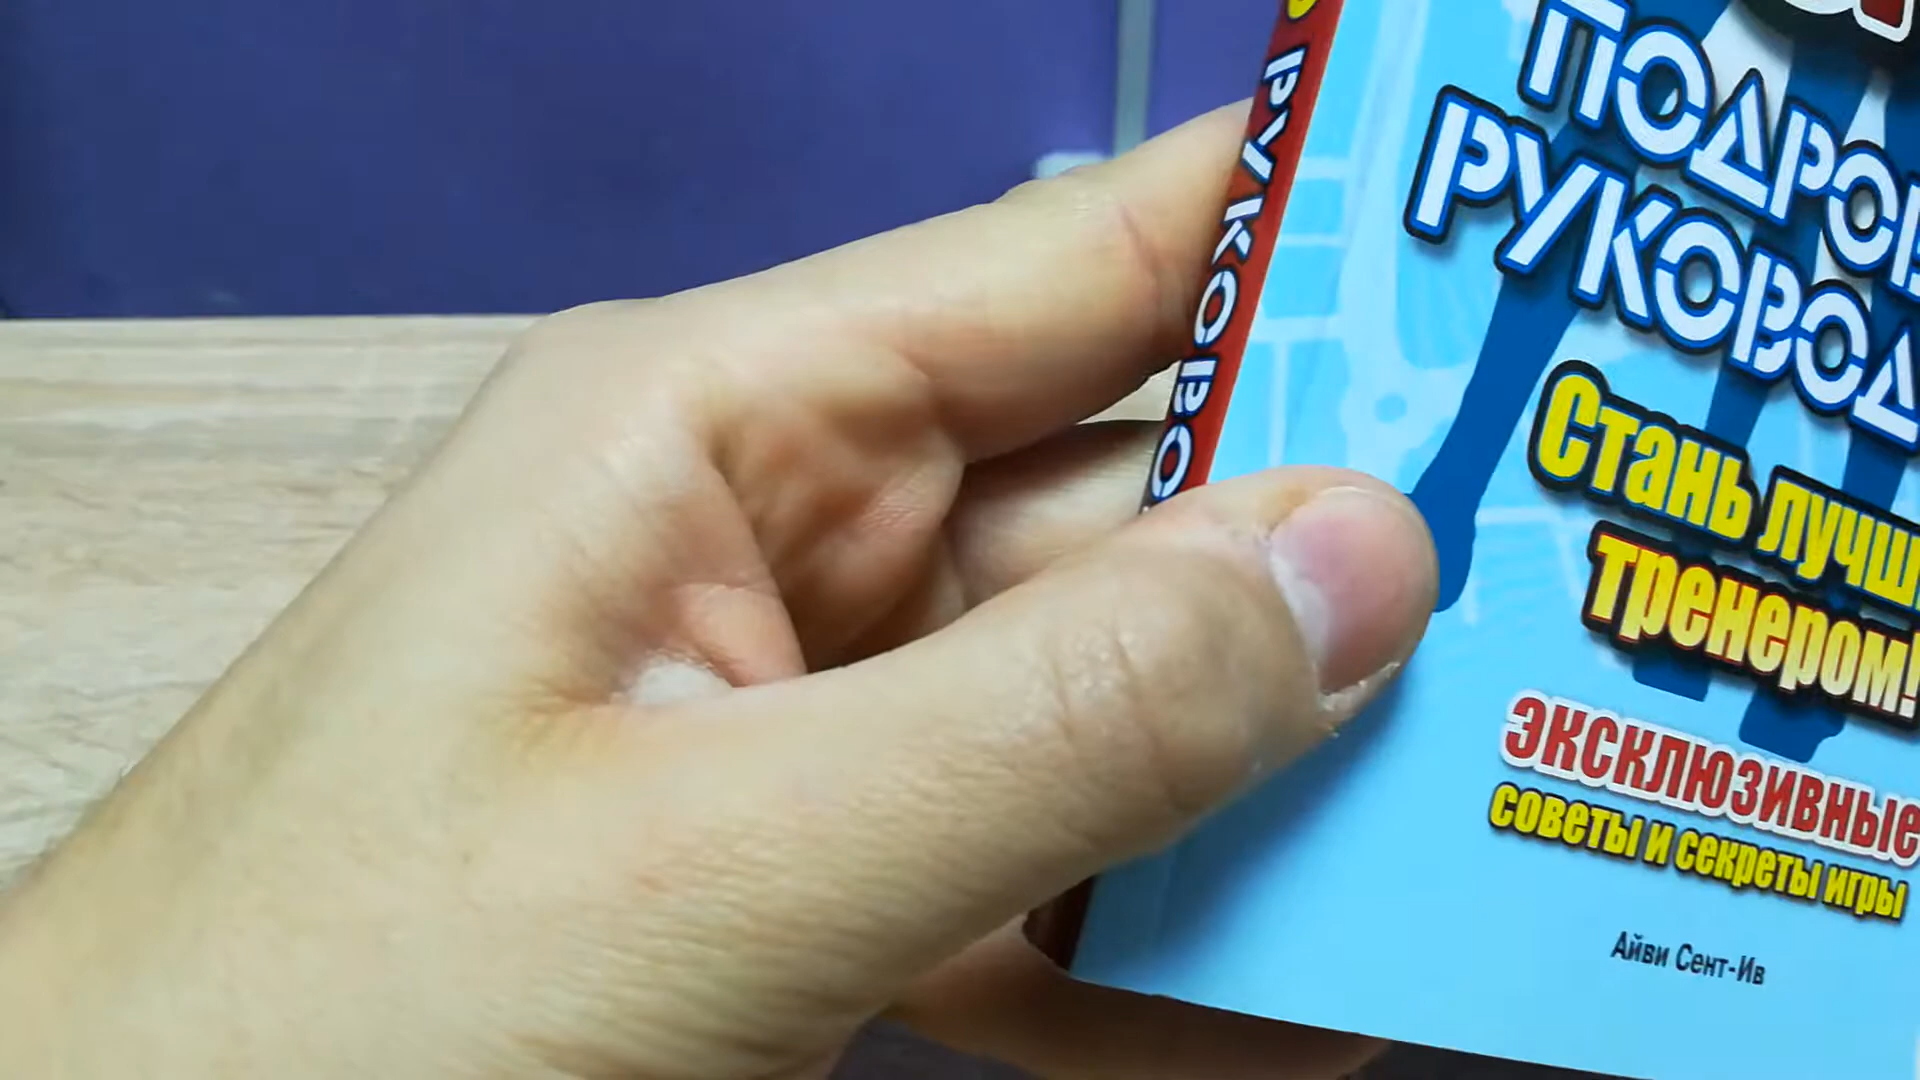 ПОДРОБ
РУКОВОД
Стань лучш
тренером!
эксклюзивные
советы и секреты игры
Айви Сент-Ив
РУКОВО